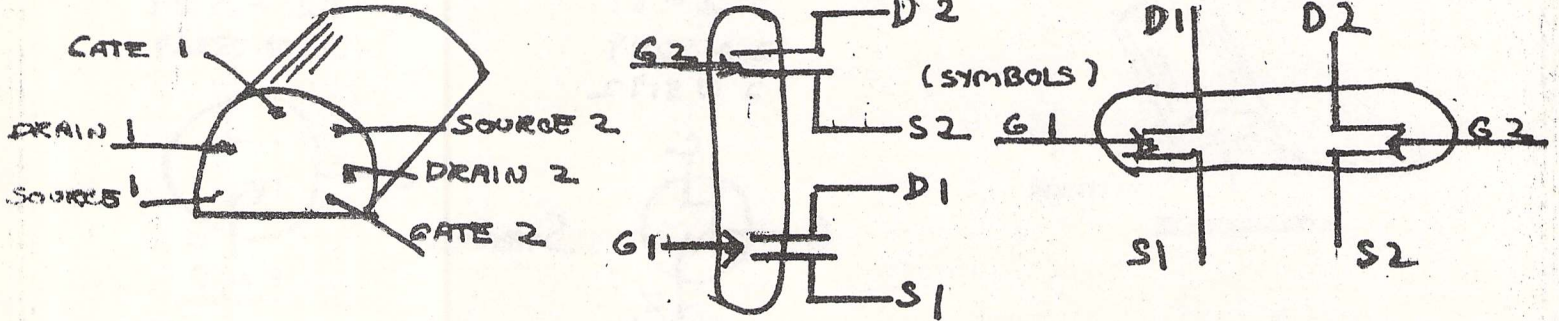 GATE 1
DRAIN 1
SOURCE 1
SOURCE 2
DRAIN 2
GATE 2
D2
G2
S2
D1
G1
S1
(SYMBOLS)
D1
D2
G1
G2
S1
S2